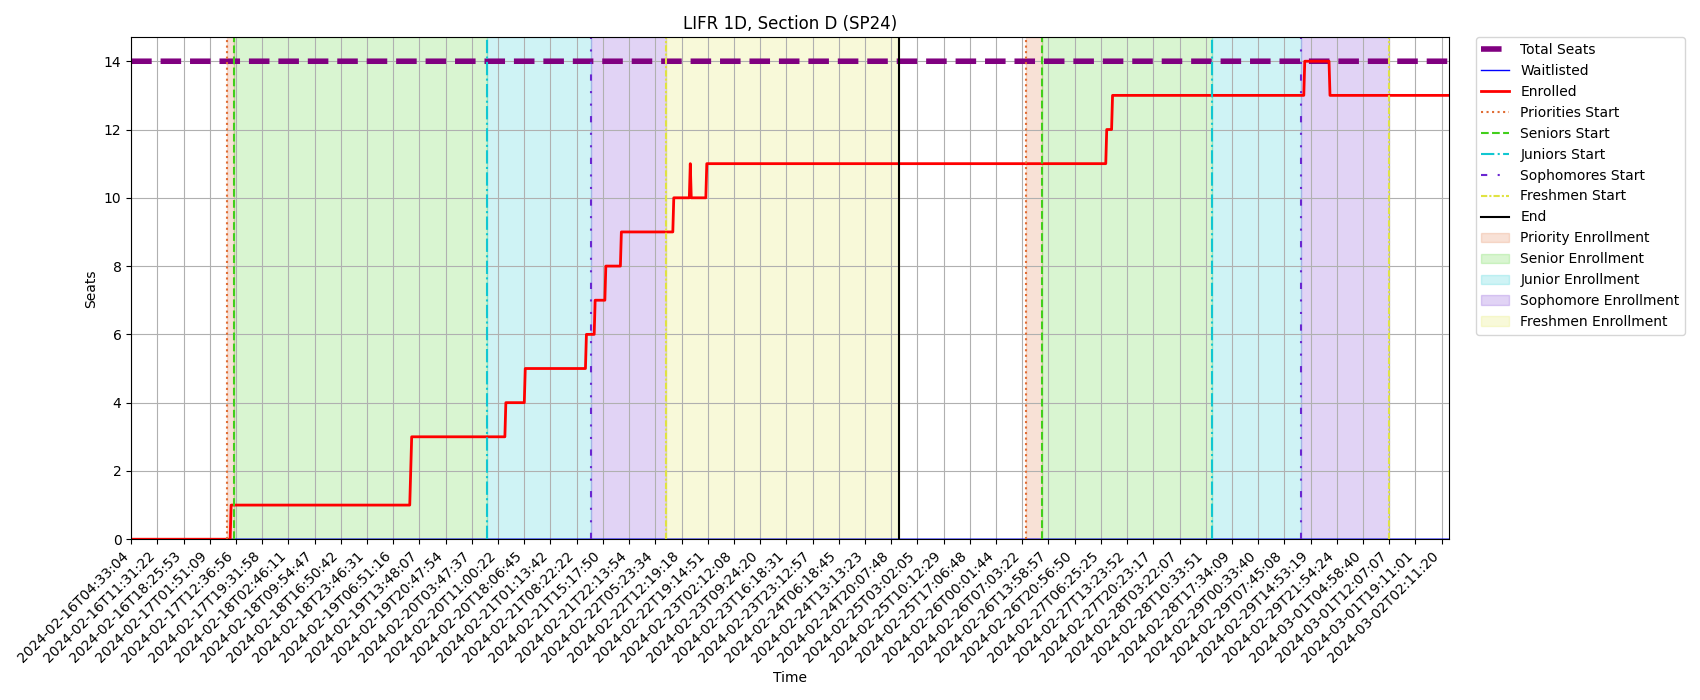 LIFR 1D, Section D (SP24)
Seats
14
12
10
8
6
4
2
0
2024-02-16T04:33:04
2024-02-16T11:31:22
2024-02-16T18:25:53
2024-02-17T01:51:09
2024-02-17T12:36:56
2024-02-17T19:31:58
2024-02-18T02:46:11
2024-02-18T09:54:47
2024-02-18T16:50:42
2024-02-18T23:46:31
2024-02-19T06:51:16
2024-02-19T13:48:07
2024-02-19T20:47:54
2024-02-20T03:47:37
2024-02-20T11:00:22
2024-02-20T18:06:45
2024-02-21T01:13:42
2024-02-21T08:22:22
2024-02-21T15:17:50
2024-02-21T22:13:54
2024-02-22T05:23:34
2024-02-22T12:19:18
2024-02-22T19:14:51
2024-02-23T02:12:08
2024-02-23T09:24:20
2024-02-23T16:18:31
2024-02-23T23:12:57
2024-02-24T06:18:45
2024-02-24T13:13:23
2024-02-24T20:07:48
2024-02-25T03:02:05
2024-02-25T10:12:29
2024-02-25T17:06:48
2024-02-26T00:01:44
2024-02-26T07:03:22
2024-02-26T13:58:57
2024-02-26T20:56:50
2024-02-27T06:25:25
2024-02-27T13:23:52
2024-02-27T20:23:17
2024-02-28T03:22:07
2024-02-28T10:33:51
2024-02-28T17:34:09
2024-02-29T00:33:40
2024-02-29T07:45:08
2024-02-29T14:53:19
2024-02-29T21:54:24
2024-03-01T04:58:40
2024-03-01T12:07:07
2024-03-01T19:11:01
2024-03-02T02:11:20
Time
Total Seats
Waitlisted
Enrolled
Priorities Start
Seniors Start
Juniors Start
Sophomores Start
Freshmen Start
End
Priority Enrollment
Senior Enrollment
Junior Enrollment
Sophomore Enrollment
Freshmen Enrollment